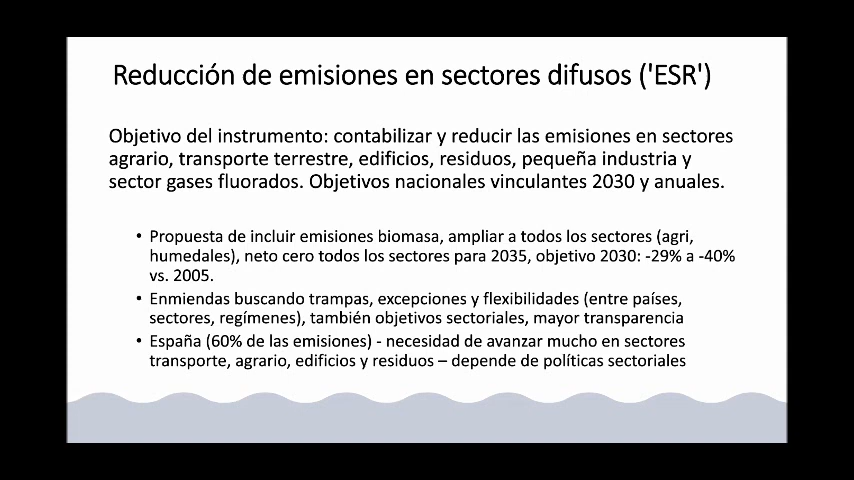 Reducción de emisiones en sectores difusos ('ESR')
Objetivo del instrumento: contabilizar y reducir las emisiones en sectores
agrario, transporte terrestre, edificios, residuos, pequeña industria y
sector gases fluorados. Objetivos nacionales vinculantes 2030 y anuales.
• Propuesta de incluir emisiones biomasa, ampliar a todos los sectores (agri,
humedales), neto cero todos los sectores para 2035, objetivo 2030: -29% a -40%
vs. 2005.
• Enmiendas buscando trampas, excepciones y flexibilidades (entre países,
sectores, regímenes), también objetivos sectoriales, mayor transparencia
• España (60% de las emisiones) - necesidad de avanzar mucho en sectores
transporte, agrario, edificios y residuos – depende de políticas sectoriales